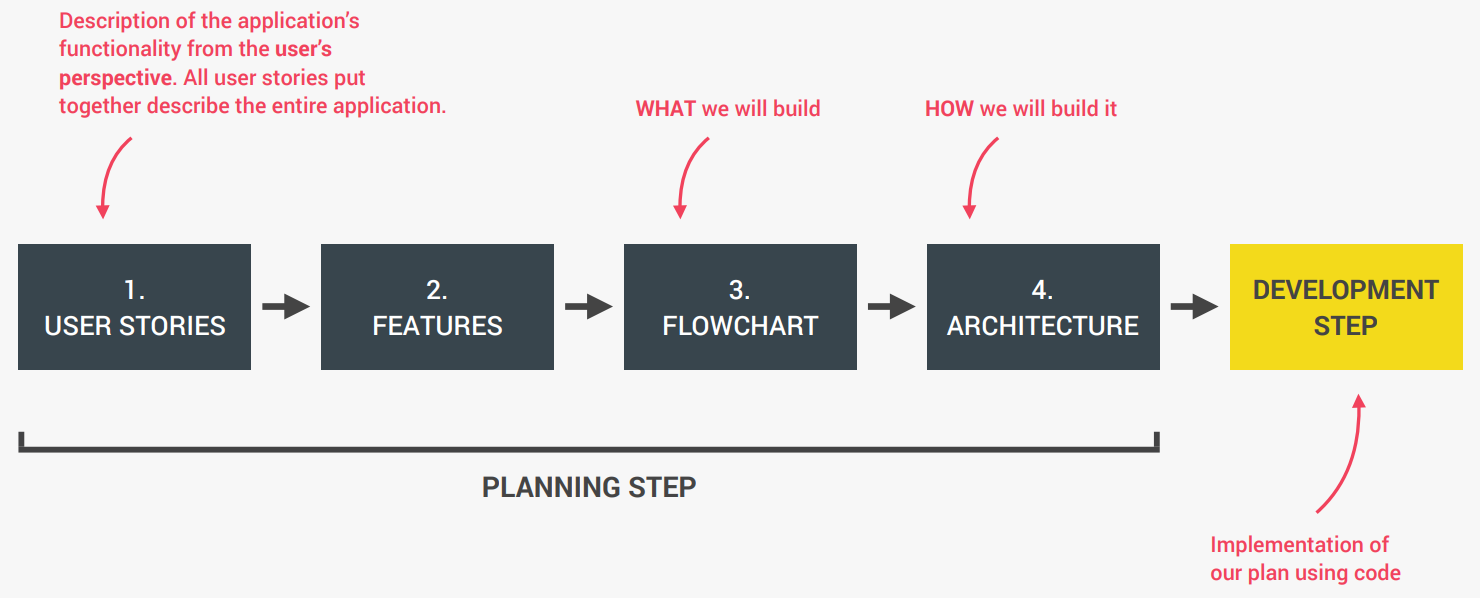 Description of the application's
functionality from the user's
perspective. All user stories put
together describe the entire application.
WHAT we will build
HOW we will build it
1.
USER STORIES
2.
FEATURES
3.
FLOWCHART
4.
ARCHITECTURE
DEVELOPMENT
STEP
PLANNING STEP
Implementation of
our plan using code